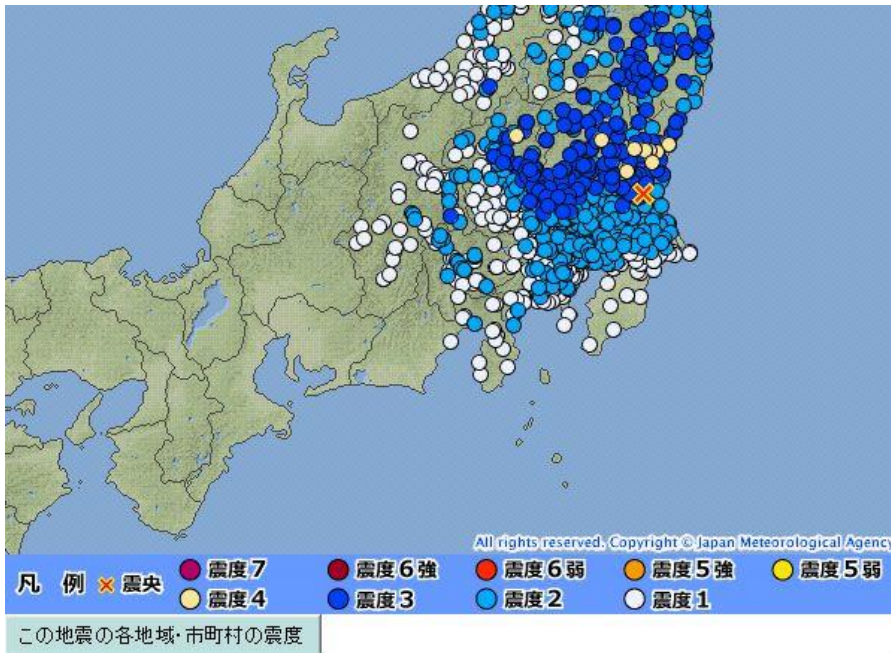 All rights reserved. Copyright © Japan Meteorological Agency
凡 例 震央 震度7 震度6強 震度6弱 震度5強 震度5弱
震度4 震度3 震度2 震度1
この地震の各地域・市町村の震度